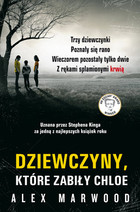 Trzy dziewczynki
Poznały się rano
Wieczorem pozostały tylko dwie
Z rękami splamionymi krwią
Uznana przez Stephena Kinga
za jedną z najlepszych książek roku
DZIEWCZYNY,
KTÓRE ZABIŁY CHLOE
ALEX MARWOOD